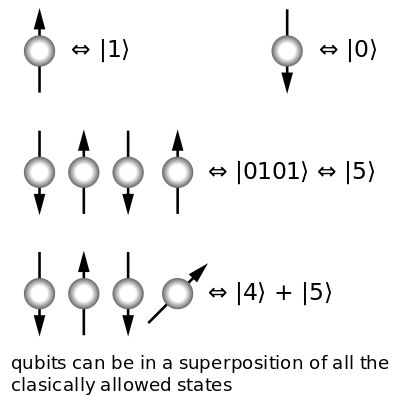 ⇔ |1⟩
⇔ |0⟩
⇔ |0101⟩ ⇔ |5⟩
⇔ |4⟩ + |5⟩
qubits can be in a superposition of all the
clasically allowed states